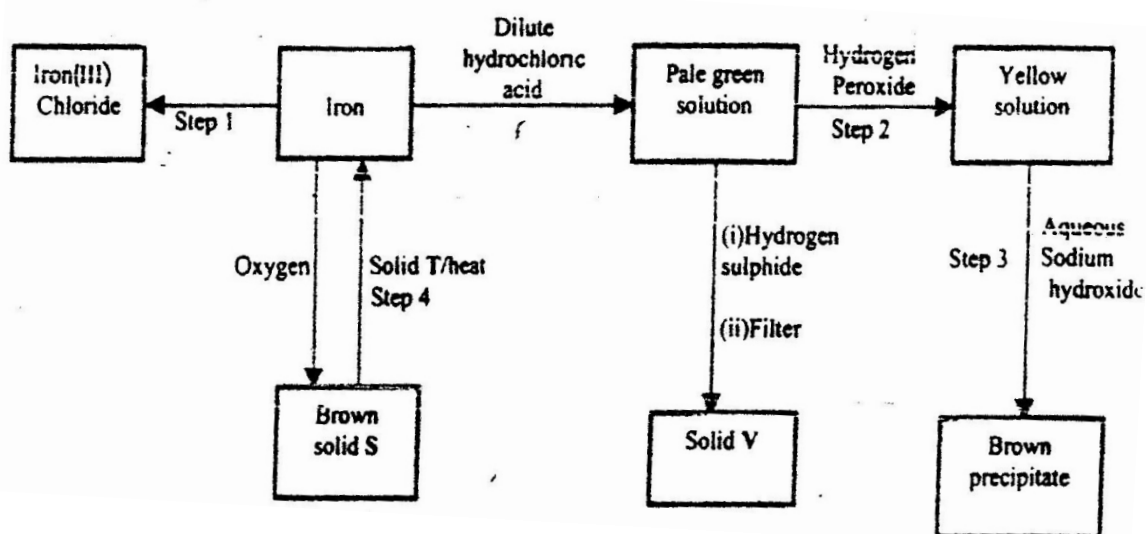 Iron(III)
Chloride
Step 1
Iron
Dilute
hydrochloric
acid
Pale green
solution
Hydrogen
Peroxide
Step 2
Yellow
solution
Oxygen
Solid T/heat
Step 4
(i)Hydrogen
sulphide
(ii)Filter
Step 3
Aqueous
Sodium
hydroxide
Brown
solid S
Solid V
Brown
precipitate